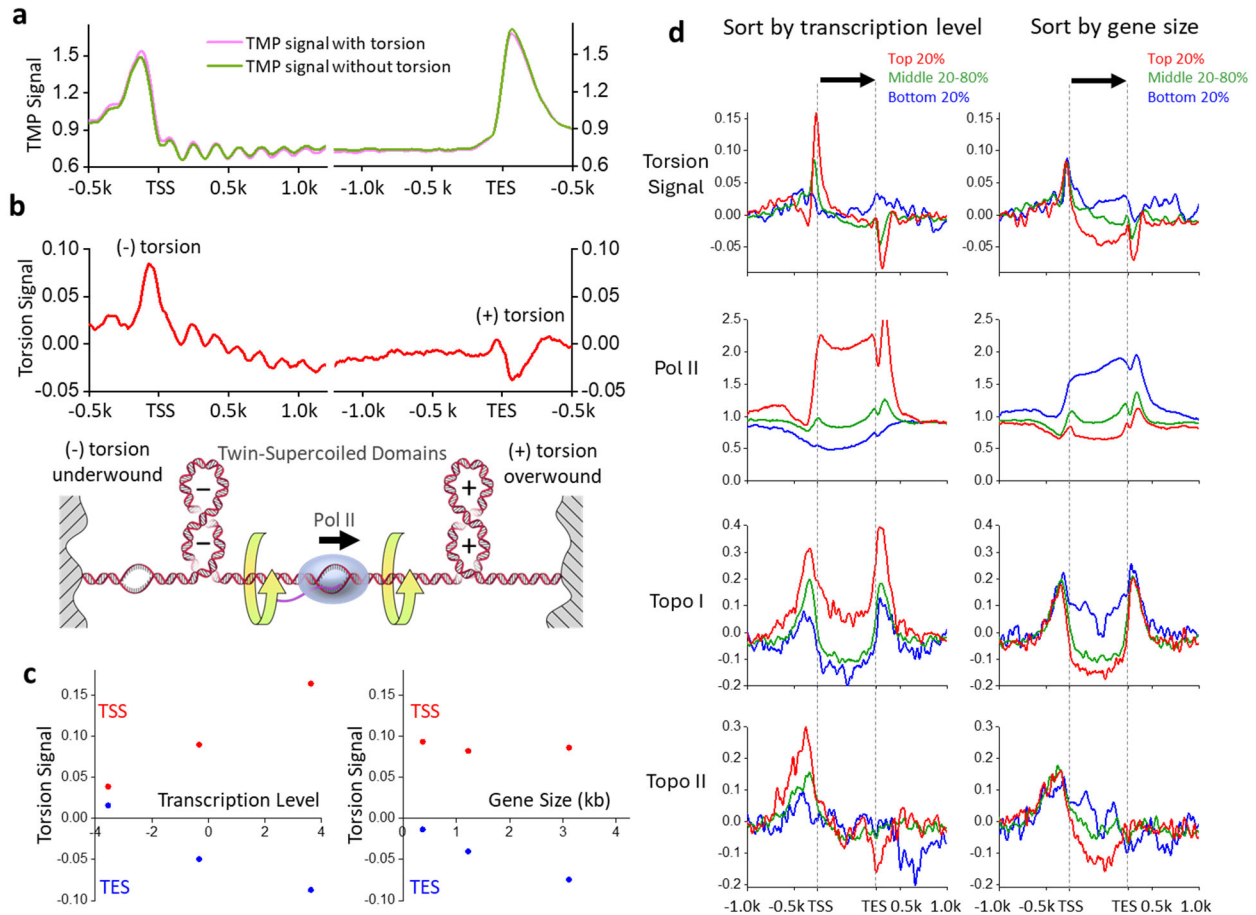 a
TMP Signal
1.5
1.2
0.9
0.6
TMP signal with torsion
TMP signal without torsion
1.5
1.2
0.9
0.6
-0.5k TSS 0.5k 1.0k
-1.0k -0.5k TES -0.5k
b
Torsion Signal
0.10
0.05
0.00
-0.05
(-) torsion
(+) torsion
0.10
0.05
0.00
-0.05
-0.5k TSS 0.5k 1.0k
-1.0k -0.5k TES -0.5k
(-) torsion
underwound
Twin-Supercoiled Domains
(+) torsion
overwound
Pol II
− −
+ +
c
Torsion Signal
0.15
0.10
0.05
0.00
-0.05
-0.10
TSS
Transcription Level
-4 -2 0 2 4
TES
Torsion Signal
0.15
0.10
0.05
0.00
-0.05
-0.10
TSS
Gene Size (kb)
0 1 2 3 4
TES
d
Sort by transcription level
Sort by gene size
Top 20%
Middle 20-80%
Bottom 20%
Top 20%
Middle 20-80%
Bottom 20%
Torsion
Signal
0.15
0.10
0.05
0.00
-0.05
0.15
0.10
0.05
0.00
-0.05
Pol II
2.5
2.0
1.5
1.0
0.5
0.0
2.5
2.0
1.5
1.0
0.5
0.0
Topo I
0.4
0.3
0.2
0.1
0.0
-0.1
-0.2
0.4
0.3
0.2
0.1
0.0
-0.1
-0.2
Topo II
0.3
0.2
0.1
0.0
-0.1
-0.2
0.3
0.2
0.1
0.0
-0.1
-0.2
-1.0k -0.5k TSS TES 0.5k 1.0k
-1.0k -0.5k TSS TES 0.5k 1.0k